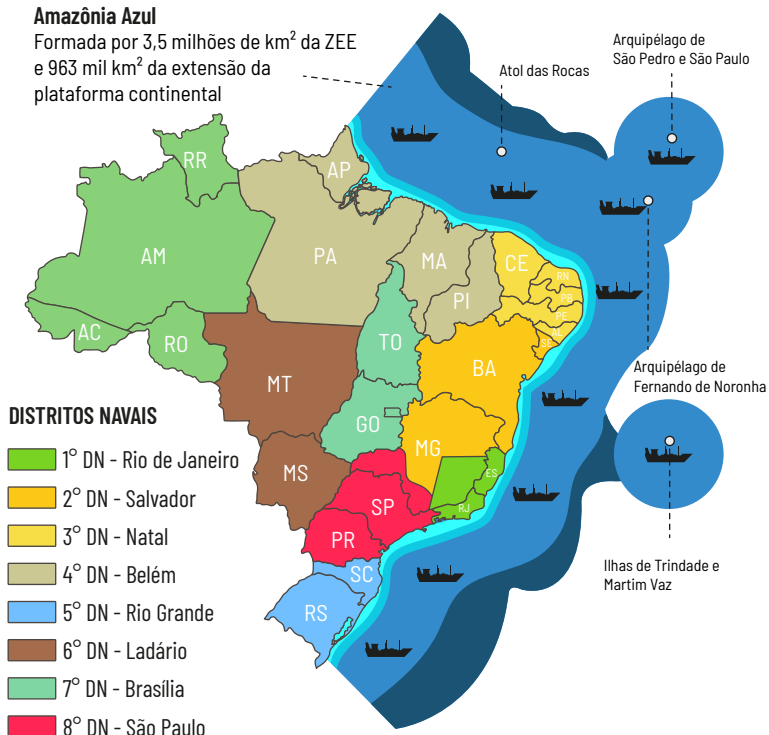 Amazônia Azul
Formada por 3,5 milhões de km² da ZEE
e 963 mil km² da extensão da
plataforma continental
Atol das Rocas
Arquipélago de
São Pedro e São Paulo
RR
AP
AM
PA
MA
CE
RN
PB
PI
PE
AL
SE
AC
RO
TO
BA
MT
Arquipélago de
Fernando de Noronha
GO
MG
MS
ES
SP
RJ
PR
SC
RS
Ilhas de Trindade e
Martim Vaz
DISTRITOS NAVAIS
1° DN - Rio de Janeiro
2° DN - Salvador
3° DN - Natal
4° DN - Belém
5° DN - Rio Grande
6° DN - Ladário
7° DN - Brasília
8° DN - São Paulo